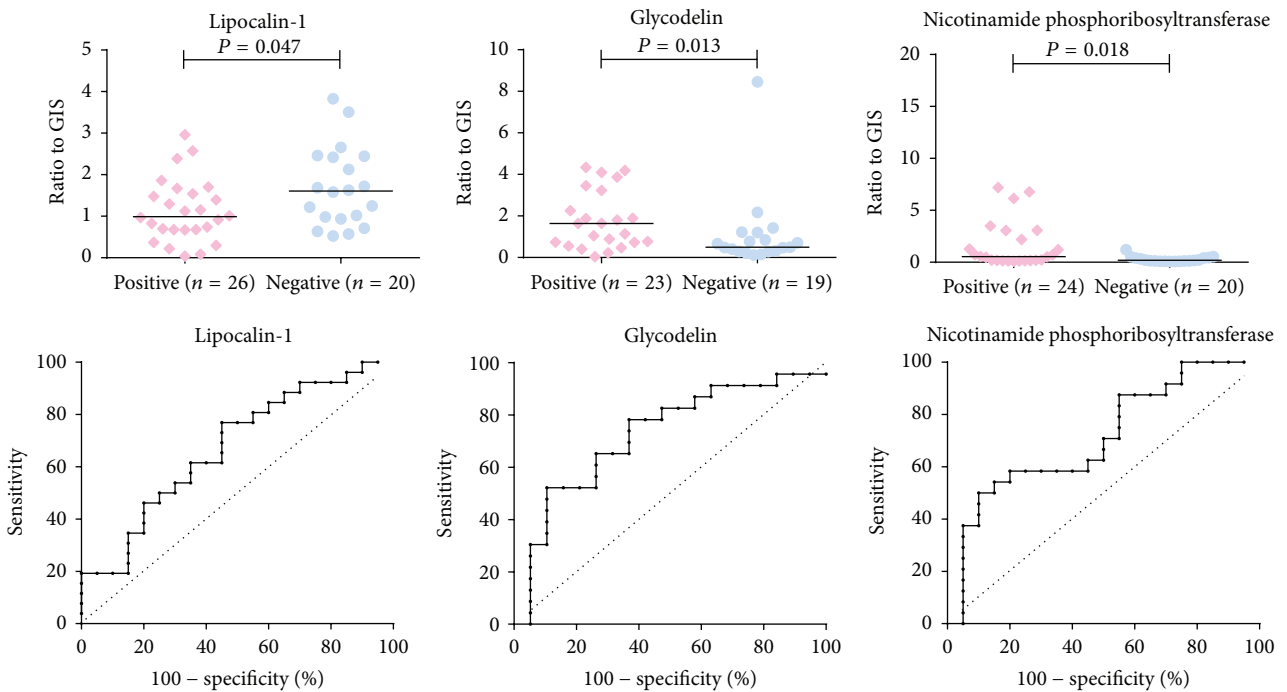 Lipocalin-1
P = 0.047
5
4
3
2
1
0
Ratio to GIS
Positive (n = 26) Negative (n = 20)
Glycodelin
P = 0.013
10
8
6
4
2
0
Ratio to GIS
Positive (n = 23) Negative (n = 19)
Nicotinamide phosphoribosyltransferase
P = 0.018
20
15
10
5
0
Ratio to GIS
Positive (n = 24) Negative (n = 20)
Lipocalin-1
100
80
60
40
20
0
Sensitivity
0 20 40 60 80 100
100 − specificity (%)
Glycodelin
100
80
60
40
20
0
Sensitivity
0 20 40 60 80 100
100 − specificity (%)
Nicotinamide phosphoribosyltransferase
100
80
60
40
20
0
Sensitivity
0 20 40 60 80 100
100 − specificity (%)